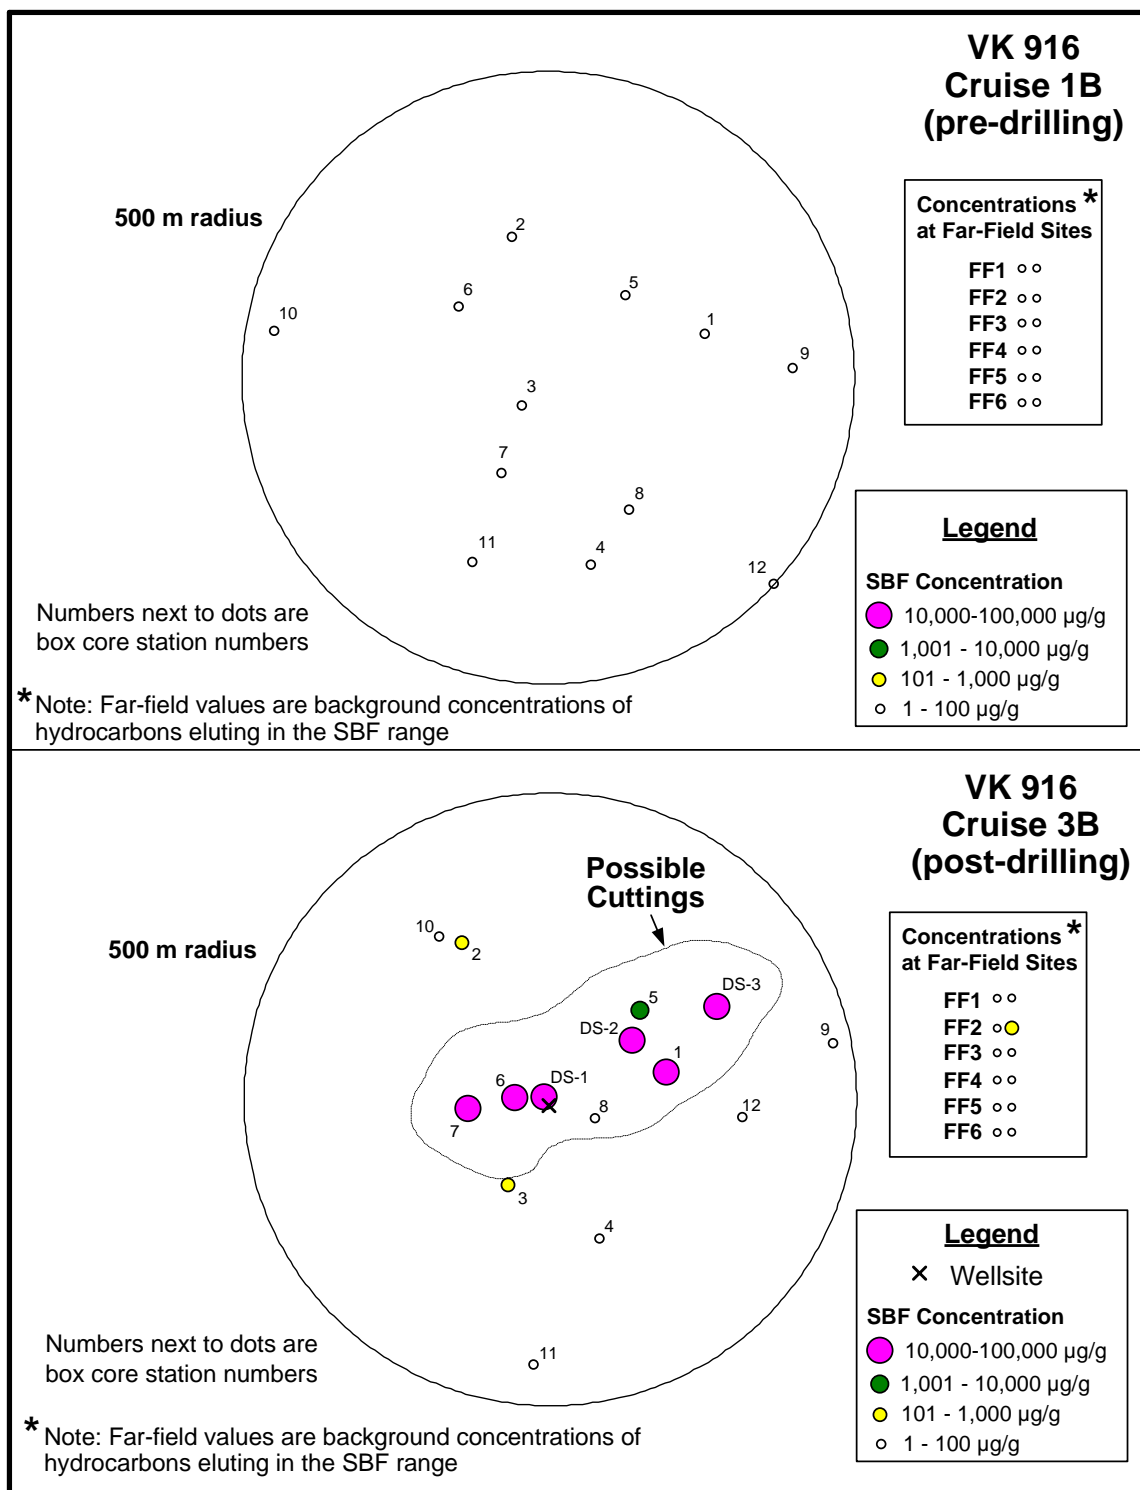 VK 916
Cruise 1B
(pre-drilling)
500 m radius
Concentrations *
at Far-Field Sites
FF1
FF2
FF3
FF4
FF5
FF6
2
6
5
10
1
9
3
7
8
11
4
12
Legend
SBF Concentration
10,000-100,000 µg/g
1,001 - 10,000 µg/g
101 - 1,000 µg/g
1 - 100 µg/g
Numbers next to dots are
box core station numbers
* Note: Far-field values are background concentrations of
hydrocarbons eluting in the SBF range
VK 916
Cruise 3B
(post-drilling)
Possible
Cuttings
500 m radius
Concentrations *
at Far-Field Sites
FF1
FF2
FF3
FF4
FF5
FF6
10
2
5
DS-3
DS-2
9
1
6
DS-1
7
8
12
3
4
11
Legend
Wellsite
SBF Concentration
10,000-100,000 µg/g
1,001 - 10,000 µg/g
101 - 1,000 µg/g
1 - 100 µg/g
Numbers next to dots are
box core station numbers
* Note: Far-field values are background concentrations of
hydrocarbons eluting in the SBF range